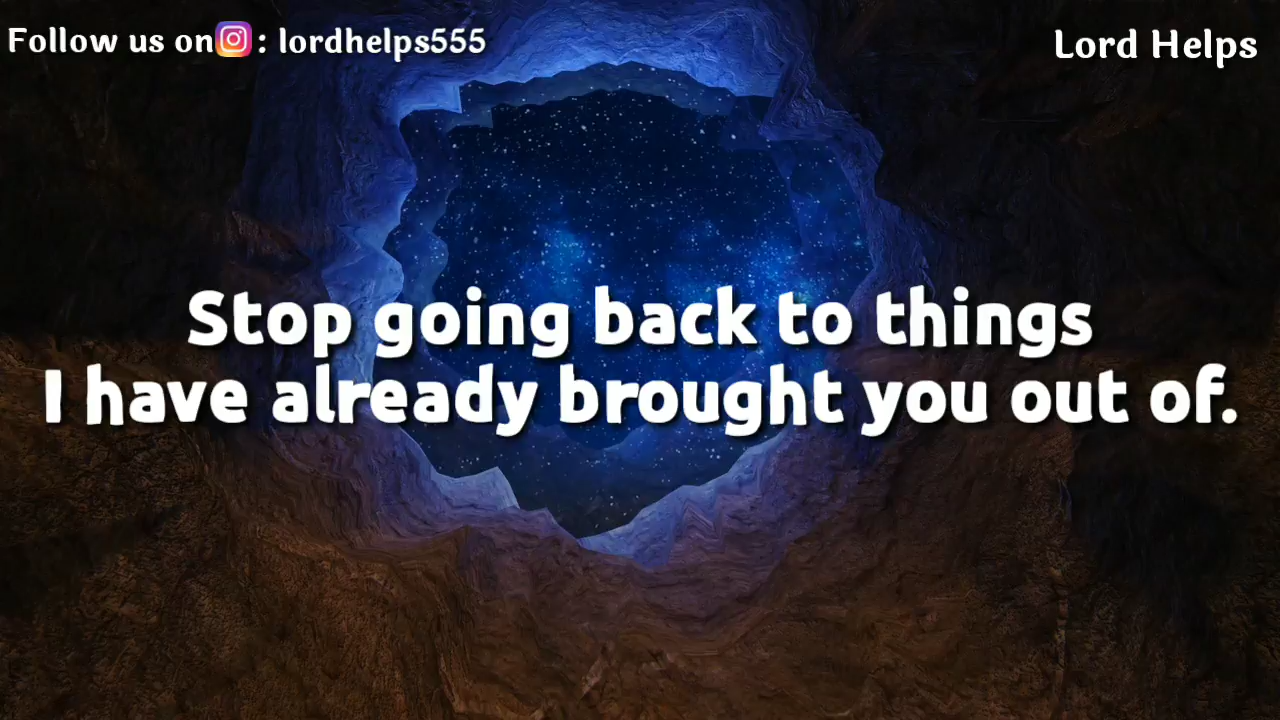 Follow us on : lordhelps555
Lord Helps
Stop going back to things
I have already brought you out of.